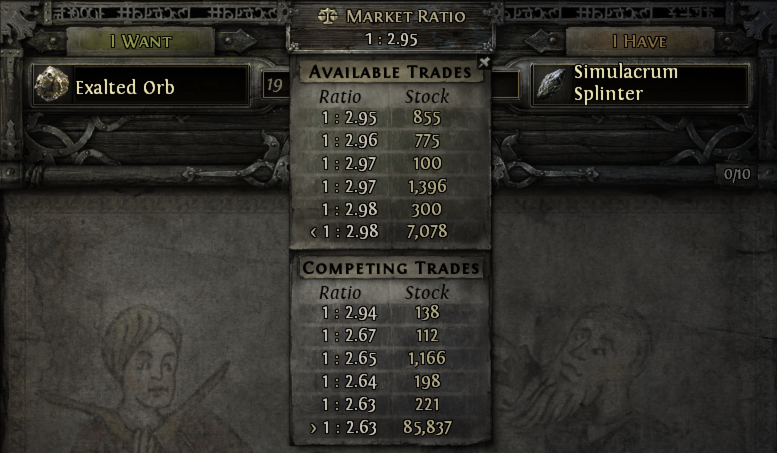 MARKET RATIO
1 : 2.95
I WANT
I HAVE
Exalted Orb
19
Simulacrum
Splinter
0/10
AVAILABLE TRADES
Ratio Stock
1 : 2.95 855
1 : 2.96 775
1 : 2.97 100
1 : 2.97 1,396
1 : 2.98 300
< 1 : 2.98 7,078
COMPETING TRADES
Ratio Stock
1 : 2.94 138
1 : 2.67 112
1 : 2.65 1,166
1 : 2.64 198
1 : 2.63 221
> 1 : 2.63 85,837